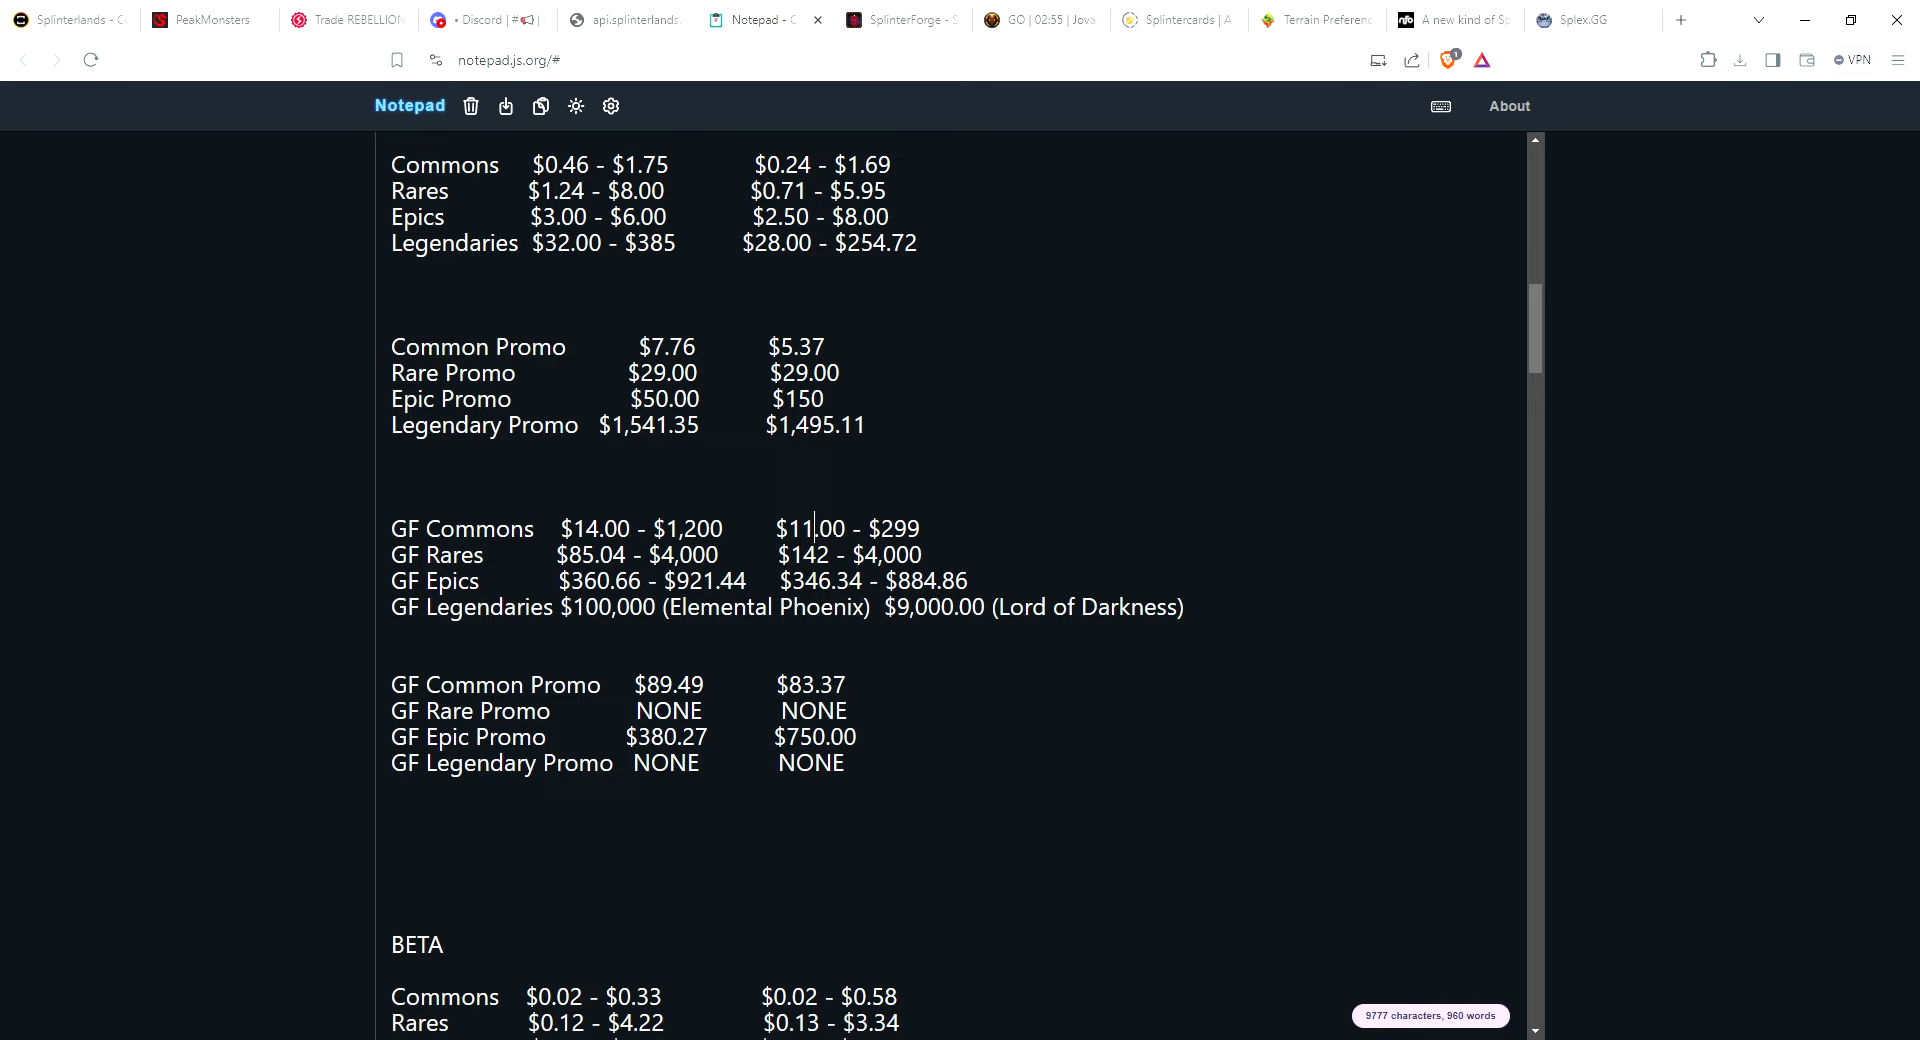 Splinterlands - Co
PeakMonsters
Trade REBELLION
• Discord | #
api.splinterlands.
Notepad - C
SplinterForge - S
GO | 02:55 | Jova
Splintercards | A
Terrain Preferenc
A new kind of Sp
Splex.GG
notepad.js.org/#
1
VPN
Notepad
About
Commons $0.46 - $1.75 $0.24 - $1.69
Rares $1.24 - $8.00 $0.71 - $5.95
Epics $3.00 - $6.00 $2.50 - $8.00
Legendaries $32.00 - $385 $28.00 - $254.72
Common Promo $7.76 $5.37
Rare Promo $29.00 $29.00
Epic Promo $50.00 $150
Legendary Promo $1,541.35 $1,495.11
GF Commons $14.00 - $1,200 $11.00 - $299
GF Rares $85.04 - $4,000 $142 - $4,000
GF Epics $360.66 - $921.44 $346.34 - $884.86
GF Legendaries $100,000 (Elemental Phoenix) $9,000.00 (Lord of Darkness)
GF Common Promo $89.49 $83.37
GF Rare Promo NONE NONE
GF Epic Promo $380.27 $750.00
GF Legendary Promo NONE NONE
BETA
Commons $0.02 - $0.33 $0.02 - $0.58
Rares $0.12 - $4.22 $0.13 - $3.34
9777 characters, 960 words